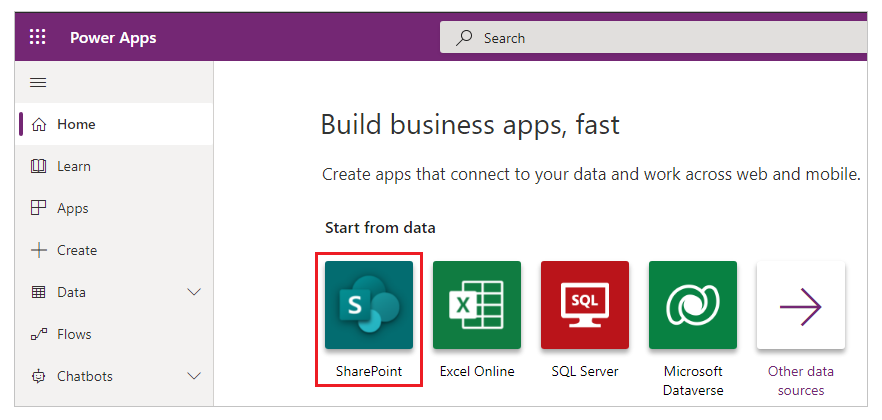 Power Apps
Search
Home
Learn
Apps
Create
Data
Flows
Chatbots
Build business apps, fast
Create apps that connect to your data and work across web and mobile.
Start from data
S
X
SQL
SharePoint
Excel Online
SQL Server
Microsoft
Dataverse
Other data
sources